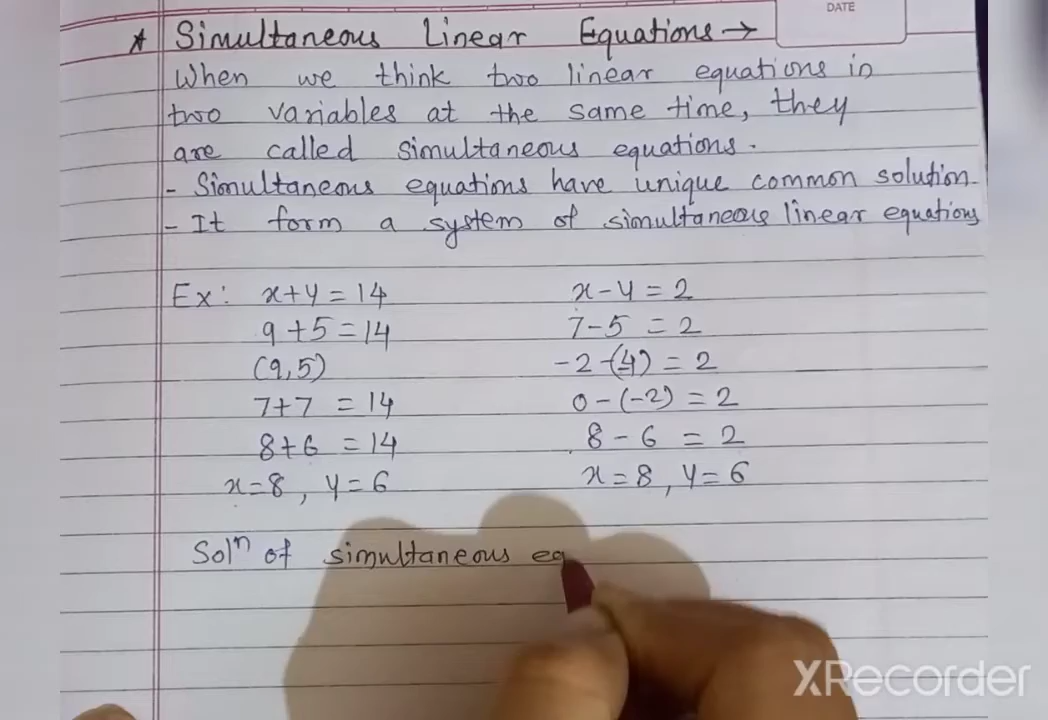 DATE
* Simultaneous Linear Equations →
When we think two linear equations in
two variables at the same time, they
are called simultaneous equations.
- Simultaneous equations have unique common solution.
- It form a system of simultaneous linear equations
Ex: x+y=14 x-y=2
9+5=14 7-5=2
(9,5) -2-(4)=2
7+7=14 0-(-2)=2
8+6=14 8-6=2
x=8, y=6 x=8, y=6
Solⁿ of simultaneous eq
XRecorder